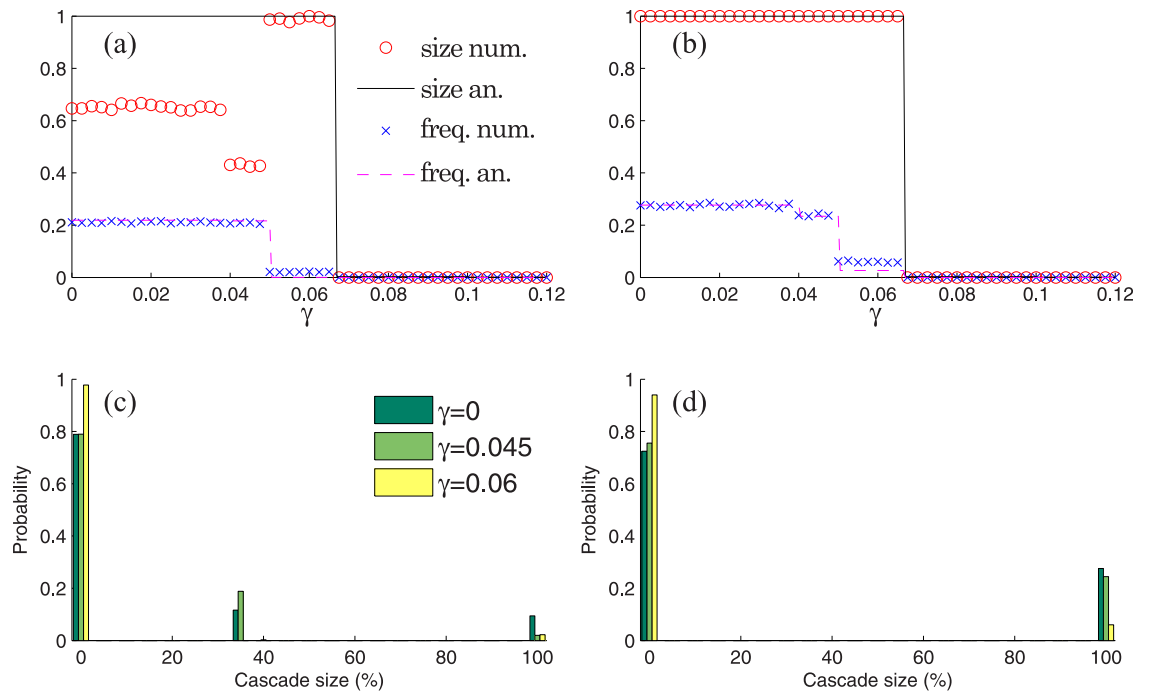 (a)
size num.
size an.
freq. num.
freq. an.
1
0.8
0.6
0.4
0.2
0
0 0.02 0.04 0.06 0.08 0.1 0.12
γ
(b)
1
0.8
0.6
0.4
0.2
0
0 0.02 0.04 0.06 0.08 0.1 0.12
γ
(c)
γ=0
γ=0.045
γ=0.06
Probability
1
0.8
0.6
0.4
0.2
0
0 20 40 60 80 100
Cascade size (%)
(d)
Probability
1
0.8
0.6
0.4
0.2
0
0 20 40 60 80 100
Cascade size (%)